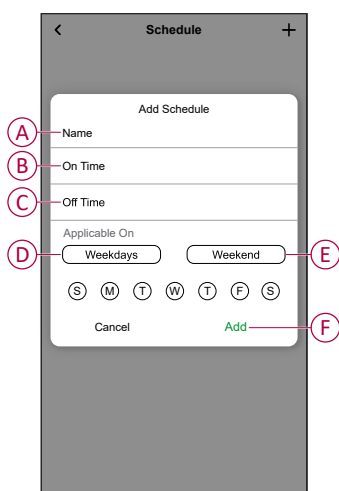 Schedule
Add Schedule
A Name
B On Time
C Off Time
Applicable On
D Weekdays Weekend E
S M T W T F S
Cancel Add F